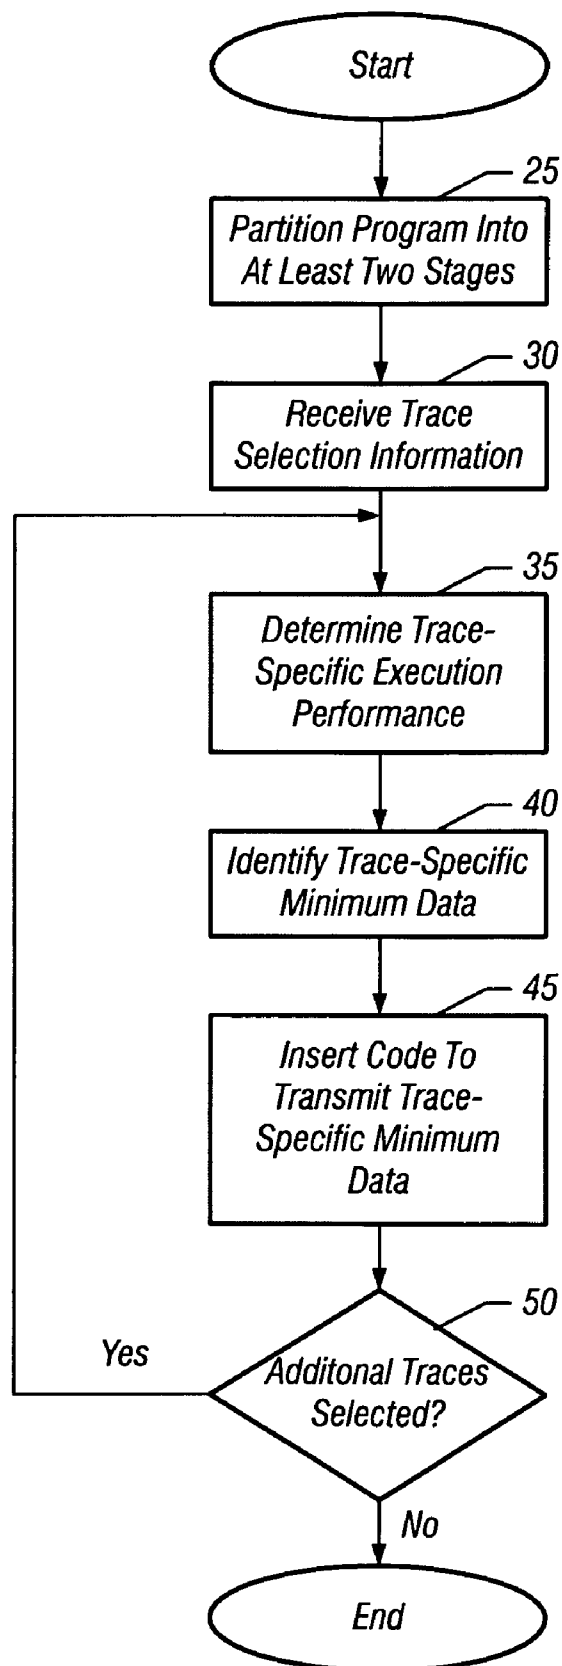 Start
25
Partition Program Into
At Least Two Stages
30
Receive Trace
Selection Information
35
Determine Trace-
Specific Execution
Performance
40
Identify Trace-Specific
Minimum Data
45
Insert Code To
Transmit Trace-
Specific Minimum
Data
50
Yes
Additonal Traces
Selected?
No
End